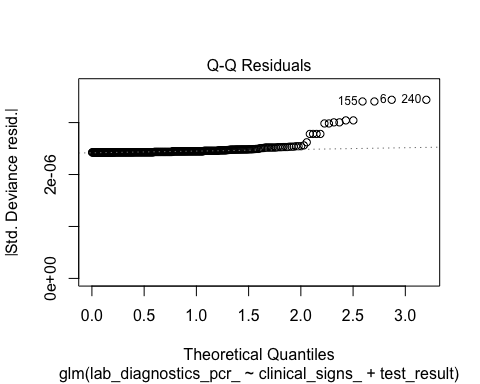 Q-Q Residuals
|Std. Deviance resid.|
2e-06
0e+00
155
6
240
0.0 0.5 1.0 1.5 2.0 2.5 3.0
Theoretical Quantiles
glm(lab_diagnostics_pcr_ ~ clinical_signs_ + test_result)